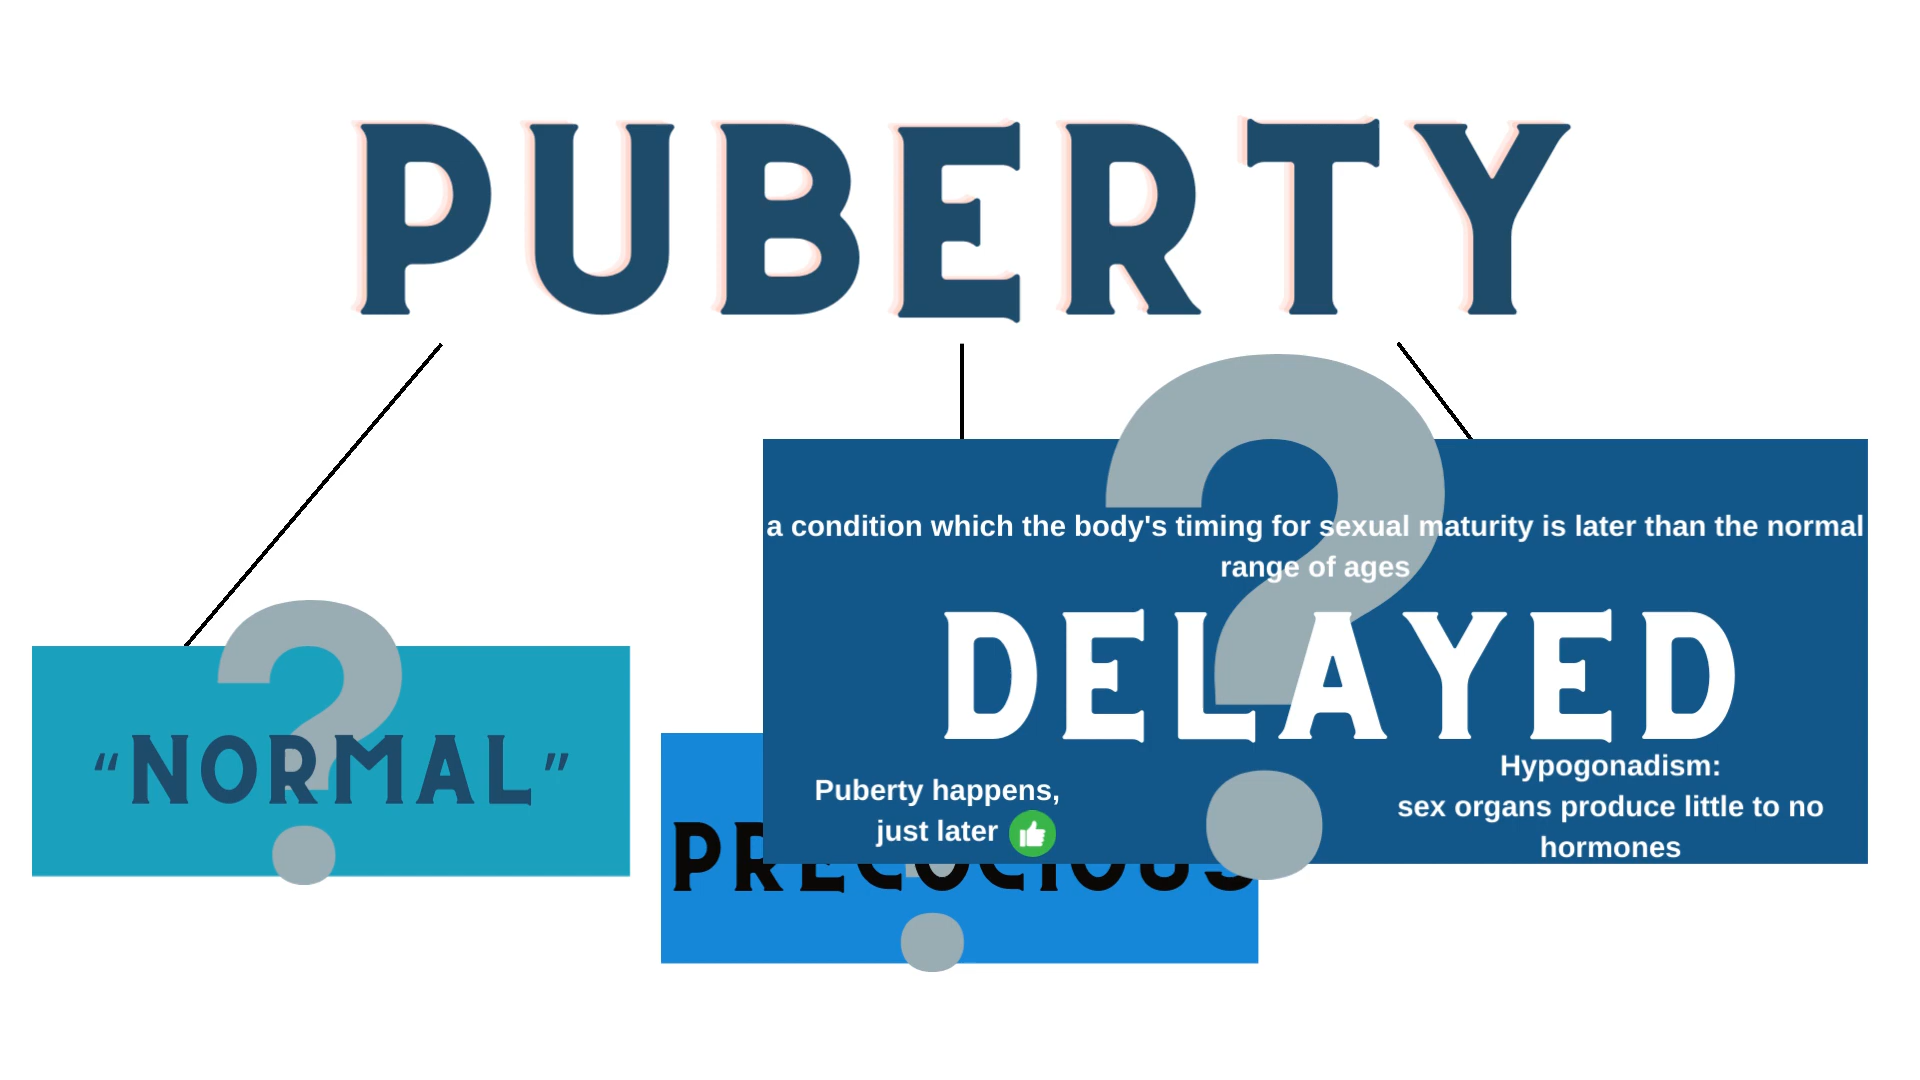 PUBERTY
?
“NORMAL”
?
a condition which the body's timing for sexual maturity is later than the normal
range of ages
DELAYED
Puberty happens,
just later
Hypogonadism:
sex organs produce little to no
hormones
?
PRECOCIOUS